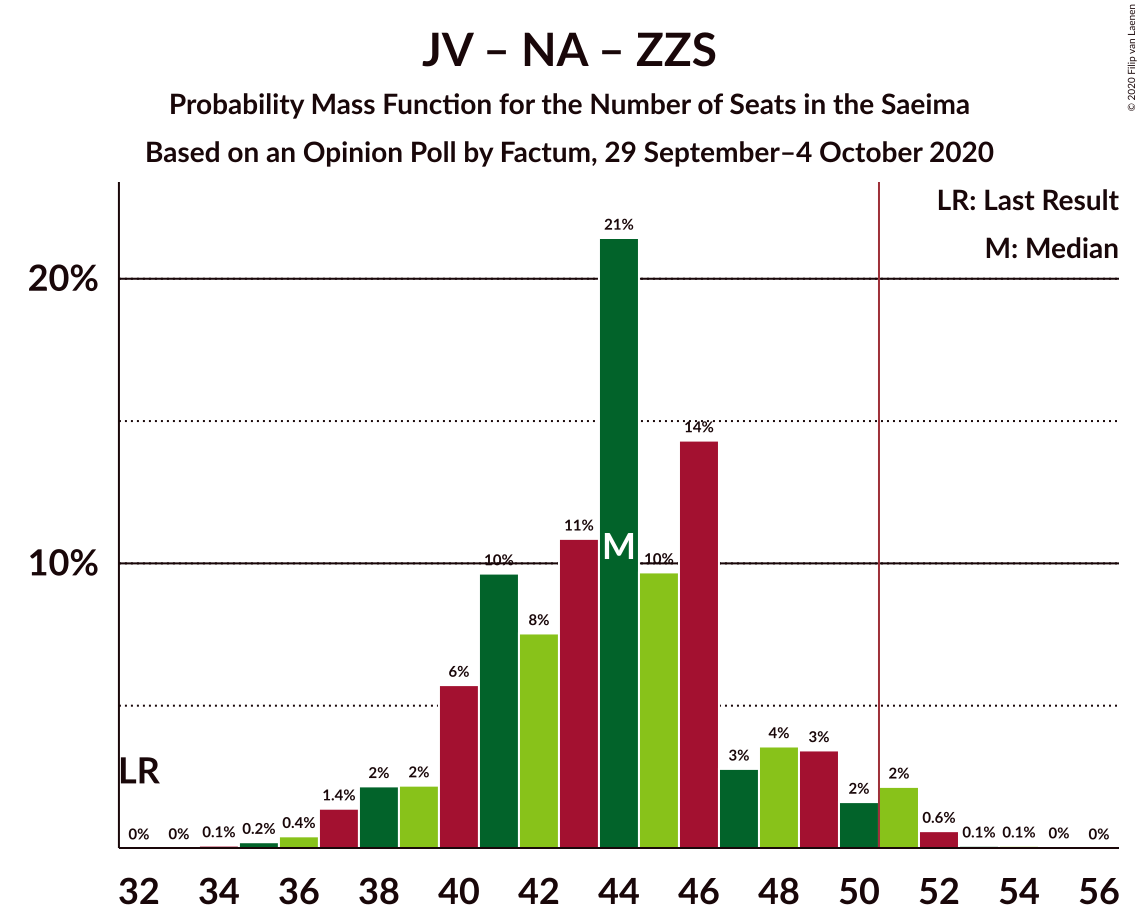 JV – NA – ZZS
Probability Mass Function for the Number of Seats in the Saeima
Based on an Opinion Poll by Factum, 29 September–4 October 2020
© 2020 Filip van Laenen
LR: Last Result
M: Median
20%
10%
LR
M
0% 0% 0.1% 0.2% 0.4% 1.4% 2% 2% 6% 10% 8% 11% 21% 10% 14% 3% 4% 3% 2% 2% 0.6% 0.1% 0.1% 0% 0%
32 34 36 38 40 42 44 46 48 50 52 54 56